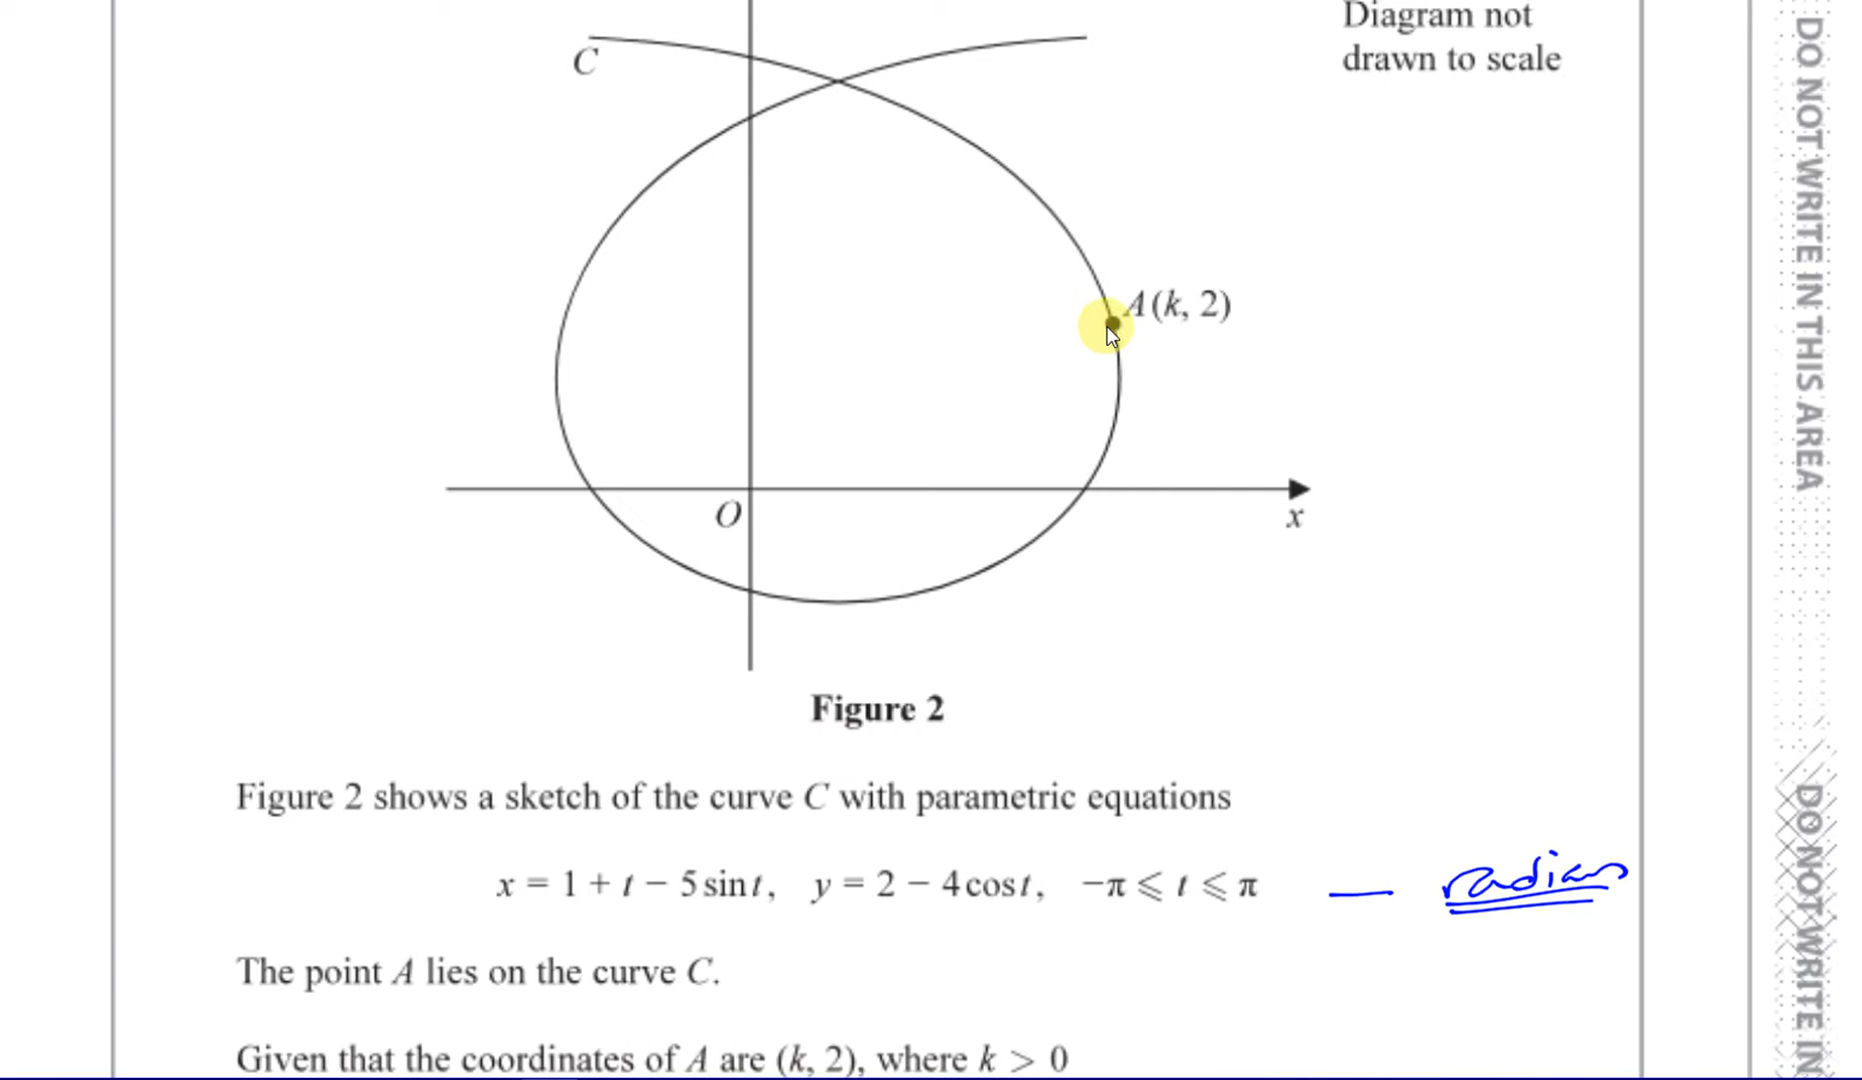 Diagram not
drawn to scale
C
A(k, 2)
O
x
Figure 2
Figure 2 shows a sketch of the curve C with parametric equations
x = 1 + t − 5 sin t, y = 2 − 4 cos t, −π ⩽ t ⩽ π — radians
The point A lies on the curve C.
Given that the coordinates of A are (k, 2), where k > 0
DO NOT WRITE IN THIS AREA
DO NOT WRITE IN